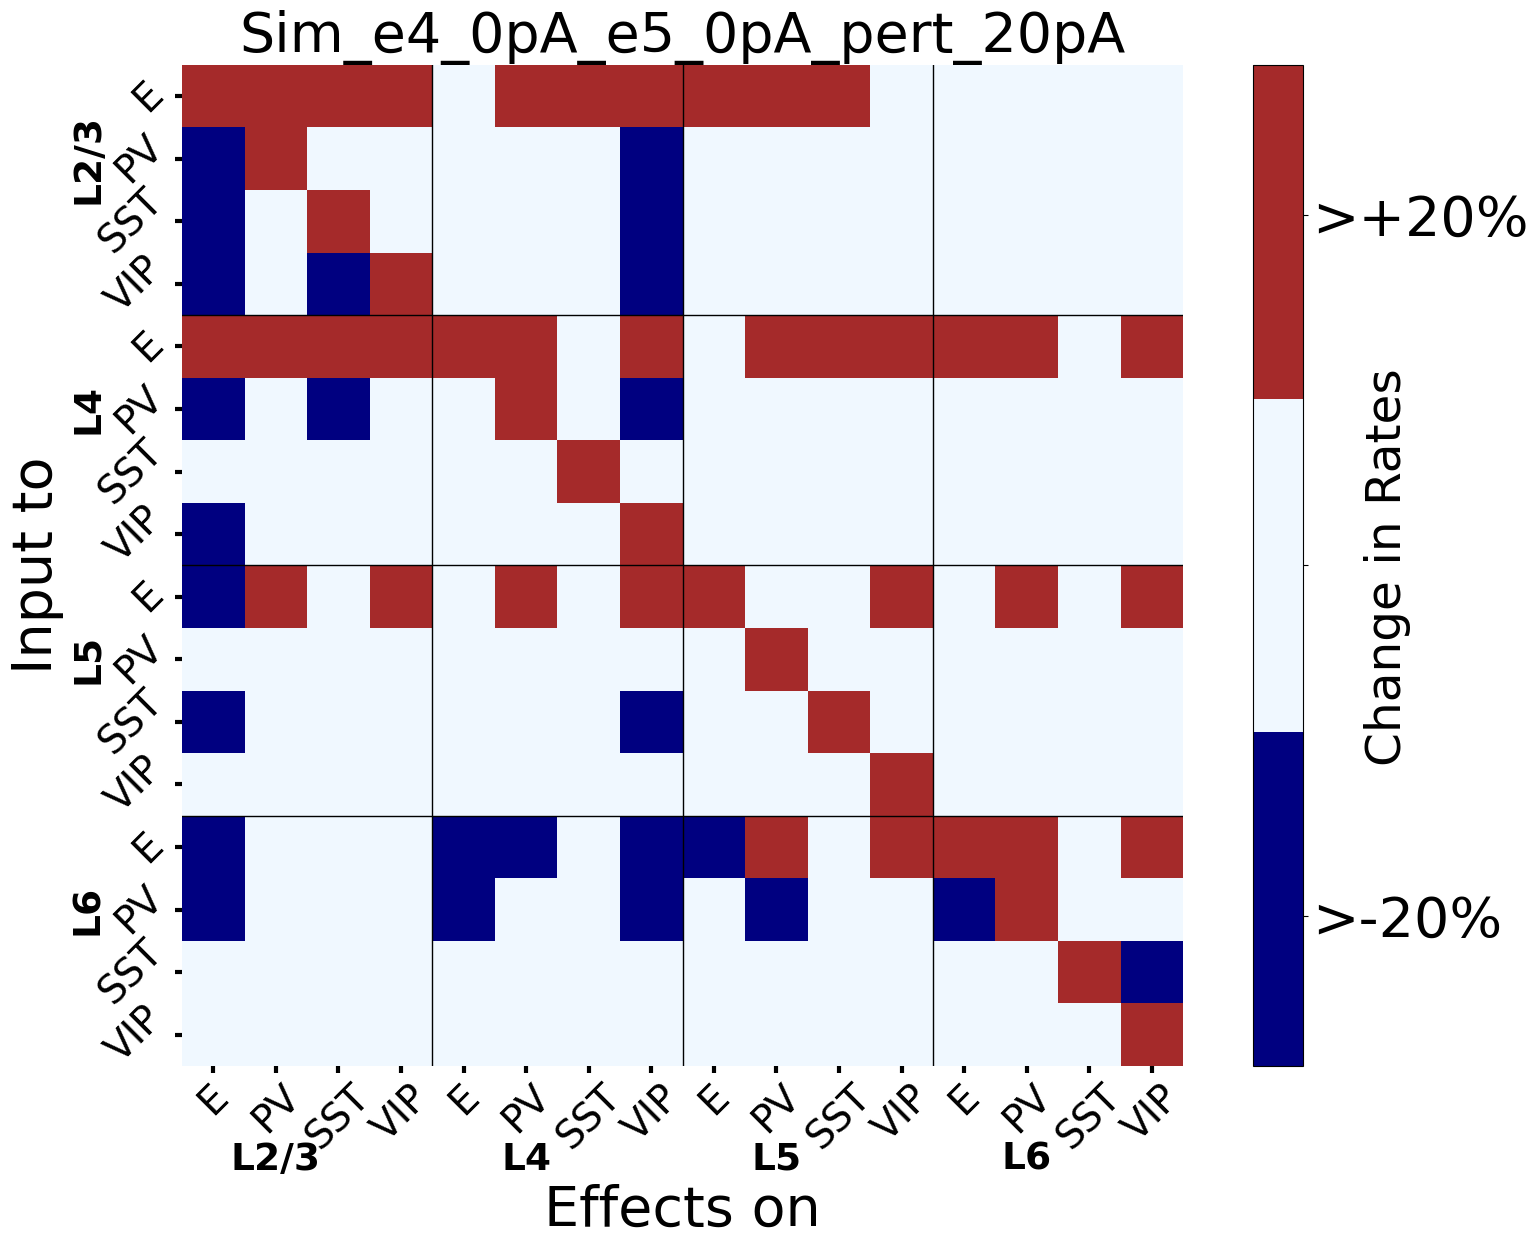 Sim_e4_0pA_e5_0pA_pert_20pA
Input to
L2/3
E
PV
SST
VIP
L4
E
PV
SST
VIP
L5
E
PV
SST
VIP
L6
E
PV
SST
VIP
E
PV
SST
VIP
E
PV
SST
VIP
E
PV
SST
VIP
E
PV
SST
VIP
L2/3
L4
L5
L6
Effects on
>+20%
>-20%
Change in Rates